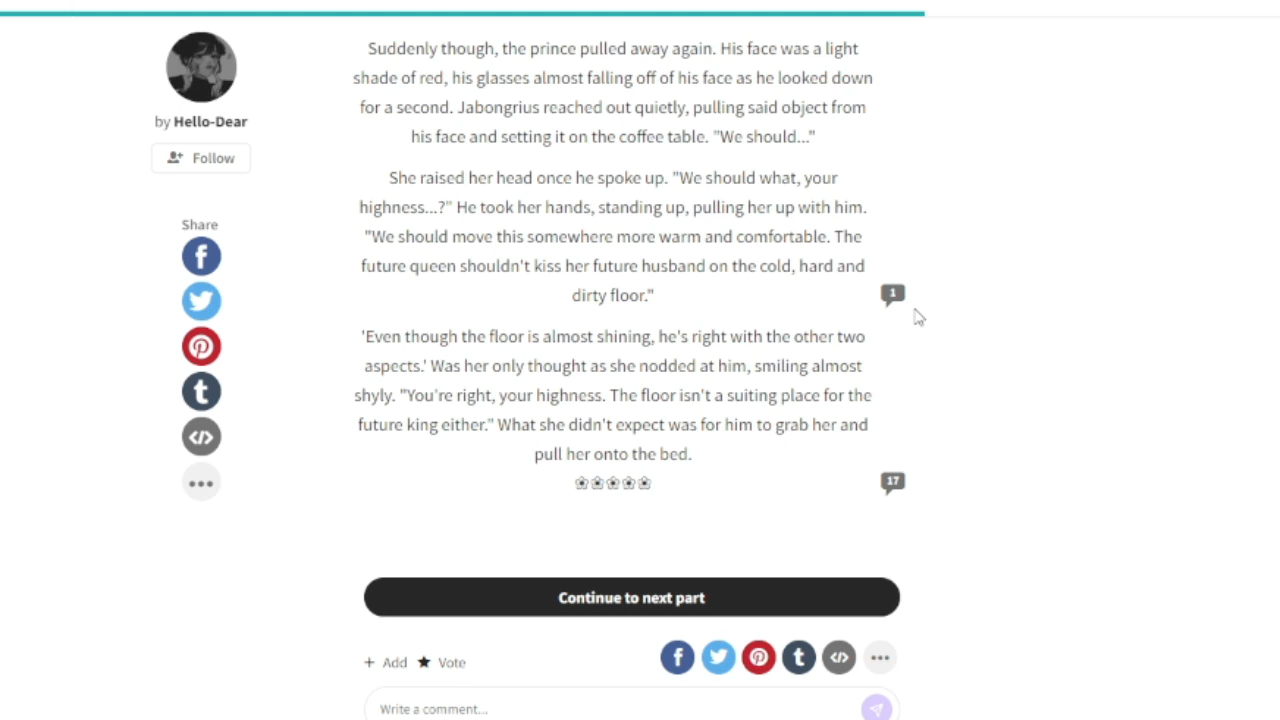 Suddenly though, the prince pulled away again. His face was a light
shade of red, his glasses almost falling off of his face as he looked down
for a second. Jabongrius reached out quietly, pulling said object from
his face and setting it on the coffee table. "We should..."
by Hello-Dear
Follow
She raised her head once he spoke up. "We should what, your
highness...?" He took her hands, standing up, pulling her up with him.
"We should move this somewhere more warm and comfortable. The
future queen shouldn't kiss her future husband on the cold, hard and
dirty floor."
1
Share
'Even though the floor is almost shining, he's right with the other two
aspects.' Was her only thought as she nodded at him, smiling almost
shyly. "You're right, your highness. The floor isn't a suiting place for the
future king either." What she didn't expect was for him to grab her and
pull her onto the bed.
17
Continue to next part
+ Add ★ Vote
Write a comment...